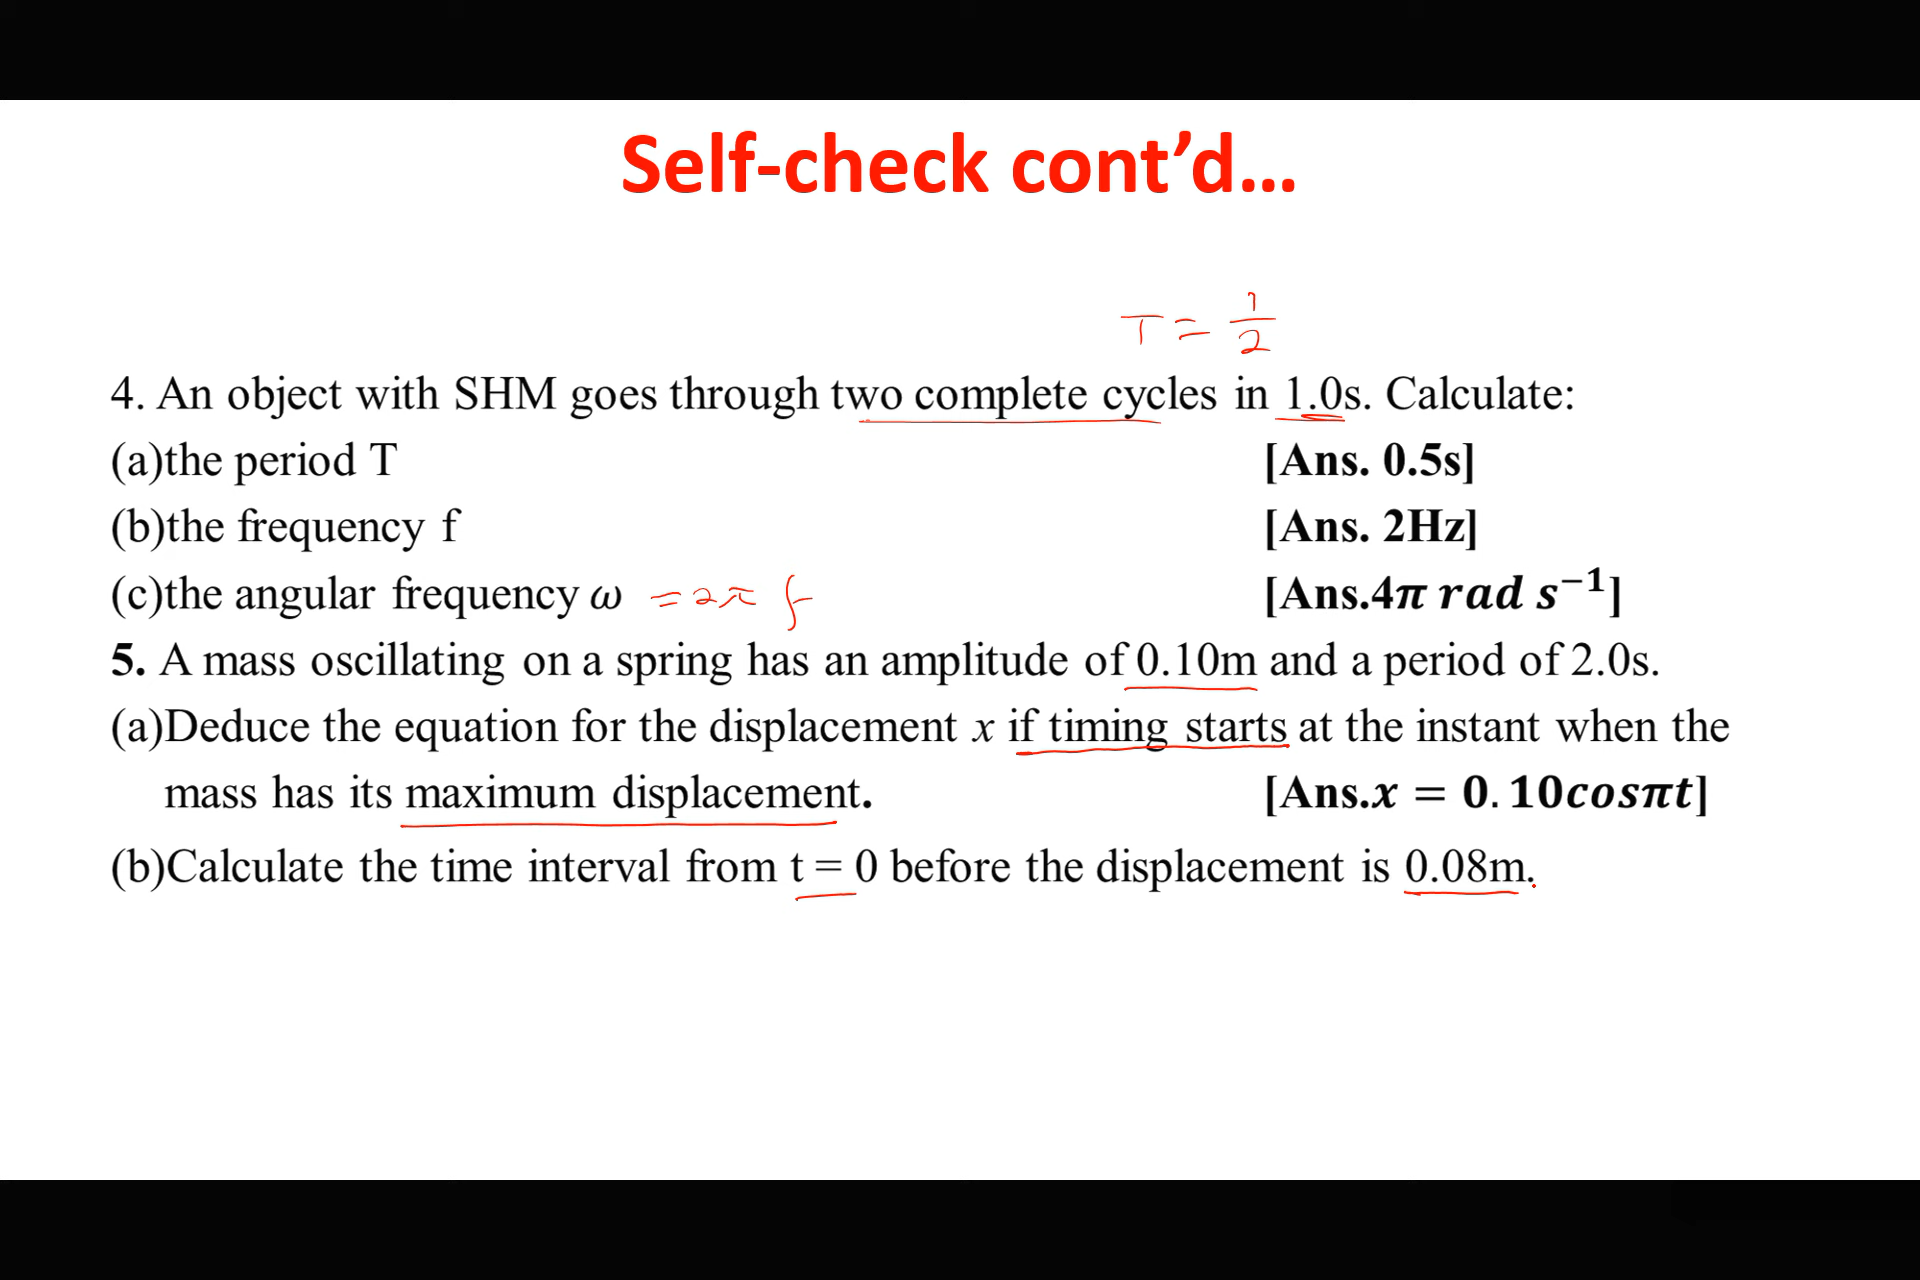 Self-check cont’d...
T = 1/2
4. An object with SHM goes through two complete cycles in 1.0s. Calculate:
(a)the period T [Ans. 0.5s]
(b)the frequency f [Ans. 2Hz]
(c)the angular frequency ω = 2π f [Ans.4π rad s⁻¹]
5. A mass oscillating on a spring has an amplitude of 0.10m and a period of 2.0s.
(a)Deduce the equation for the displacement x if timing starts at the instant when the
mass has its maximum displacement. [Ans.x = 0.10cosπt]
(b)Calculate the time interval from t = 0 before the displacement is 0.08m.